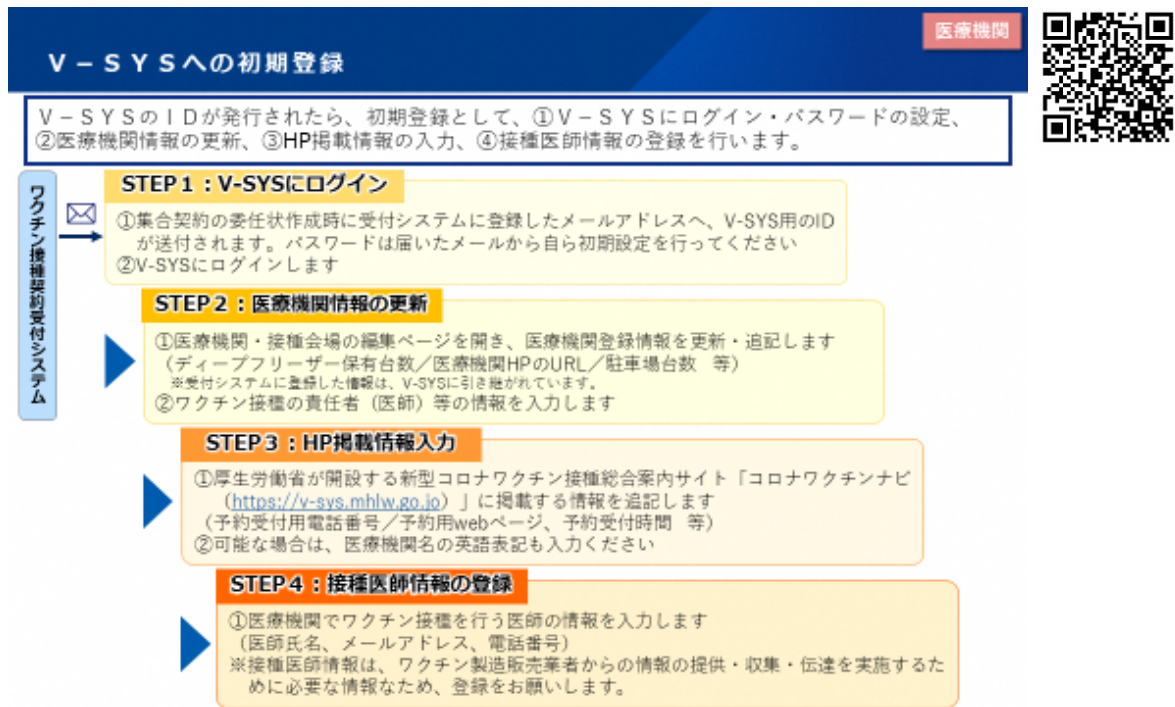 医療機関
V－SYSへの初期登録
V－SYSのIDが発行されたら、初期登録として、①V－SYSにログイン・パスワードの設定、
②医療機関情報の更新、③HP掲載情報の入力、④接種医師情報の登録を行います。
ワクチン接種契約受付システム
STEP1：V-SYSにログイン
①集合契約の委任状作成時に受付システムに登録したメールアドレスへ、V-SYS用のID
が送付されます。パスワードは届いたメールから自ら初期設定を行ってください
②V-SYSにログインします
STEP2：医療機関情報の更新
①医療機関・接種会場の編集ページを開き、医療機関登録情報を更新・追記します
（ディープフリーザー保有台数／医療機関HPのURL／駐車場台数　等）
※受付システムに登録した情報は、V-SYSに引き継がれています。
②ワクチン接種の責任者（医師）等の情報を入力します
STEP3：HP掲載情報入力
①厚生労働省が開設する新型コロナワクチン接種総合案内サイト「コロナワクチンナビ
（https://v-sys.mhlw.go.jp）」に掲載する情報を追記します
（予約受付用電話番号／予約用webページ、予約受付時間　等）
②可能な場合は、医療機関名の英語表記も入力ください
STEP4：接種医師情報の登録
①医療機関でワクチン接種を行う医師の情報を入力します
（医師氏名、メールアドレス、電話番号）
※接種医師情報は、ワクチン製造販売業者からの情報の提供・収集・伝達を実施するた
めに必要な情報なため、登録をお願いします。